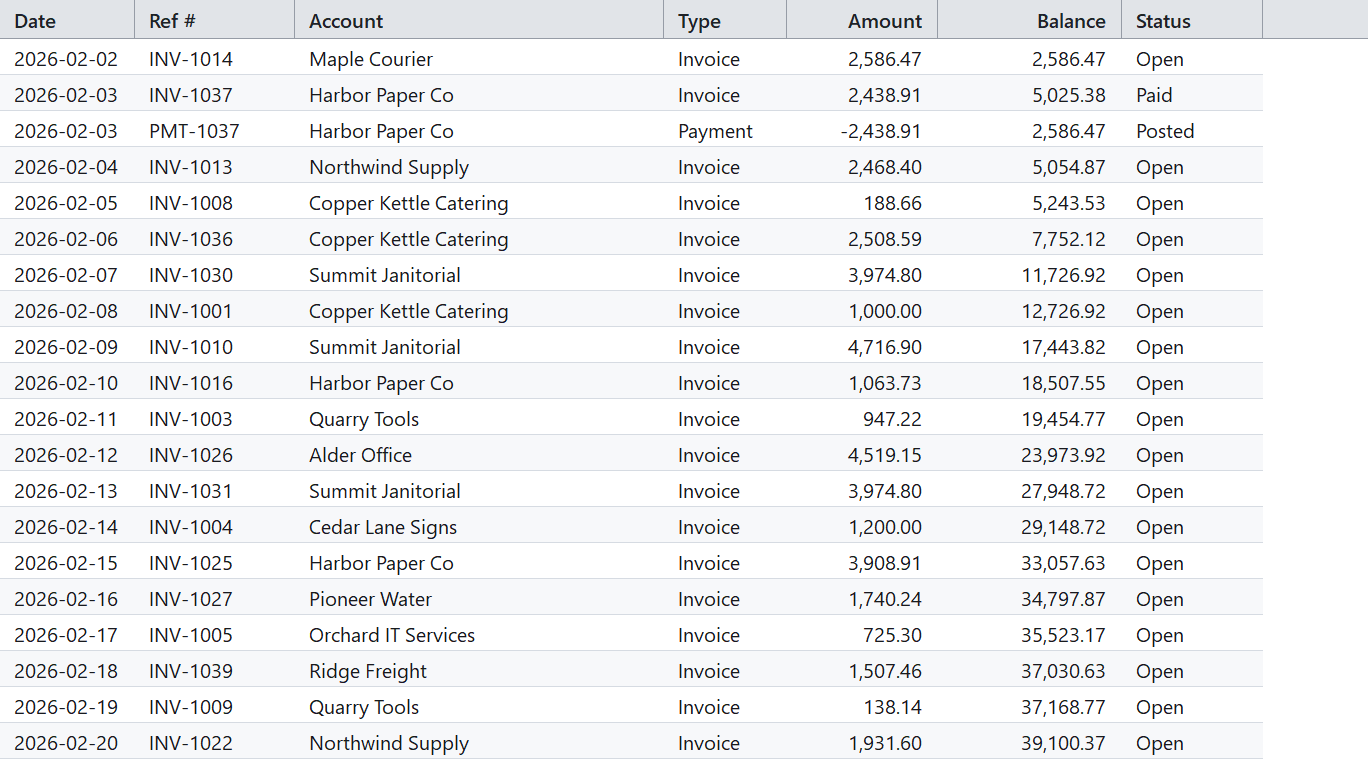 Date Ref # Account Type Amount Balance Status
2026-02-02 INV-1014 Maple Courier Invoice 2,586.47 2,586.47 Open
2026-02-03 INV-1037 Harbor Paper Co Invoice 2,438.91 5,025.38 Paid
2026-02-03 PMT-1037 Harbor Paper Co Payment -2,438.91 2,586.47 Posted
2026-02-04 INV-1013 Northwind Supply Invoice 2,468.40 5,054.87 Open
2026-02-05 INV-1008 Copper Kettle Catering Invoice 188.66 5,243.53 Open
2026-02-06 INV-1036 Copper Kettle Catering Invoice 2,508.59 7,752.12 Open
2026-02-07 INV-1030 Summit Janitorial Invoice 3,974.80 11,726.92 Open
2026-02-08 INV-1001 Copper Kettle Catering Invoice 1,000.00 12,726.92 Open
2026-02-09 INV-1010 Summit Janitorial Invoice 4,716.90 17,443.82 Open
2026-02-10 INV-1016 Harbor Paper Co Invoice 1,063.73 18,507.55 Open
2026-02-11 INV-1003 Quarry Tools Invoice 947.22 19,454.77 Open
2026-02-12 INV-1026 Alder Office Invoice 4,519.15 23,973.92 Open
2026-02-13 INV-1031 Summit Janitorial Invoice 3,974.80 27,948.72 Open
2026-02-14 INV-1004 Cedar Lane Signs Invoice 1,200.00 29,148.72 Open
2026-02-15 INV-1025 Harbor Paper Co Invoice 3,908.91 33,057.63 Open
2026-02-16 INV-1027 Pioneer Water Invoice 1,740.24 34,797.87 Open
2026-02-17 INV-1005 Orchard IT Services Invoice 725.30 35,523.17 Open
2026-02-18 INV-1039 Ridge Freight Invoice 1,507.46 37,030.63 Open
2026-02-19 INV-1009 Quarry Tools Invoice 138.14 37,168.77 Open
2026-02-20 INV-1022 Northwind Supply Invoice 1,931.60 39,100.37 Open